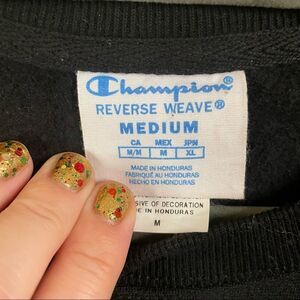 Champion®
REVERSE WEAVE®
MEDIUM
CA MEX JPN
M/M M XL
MADE IN HONDURAS
FABRIQUÉ AU HONDURAS
HECHO EN HONDURAS
SIVE OF DECORATION
IN HONDURAS
M